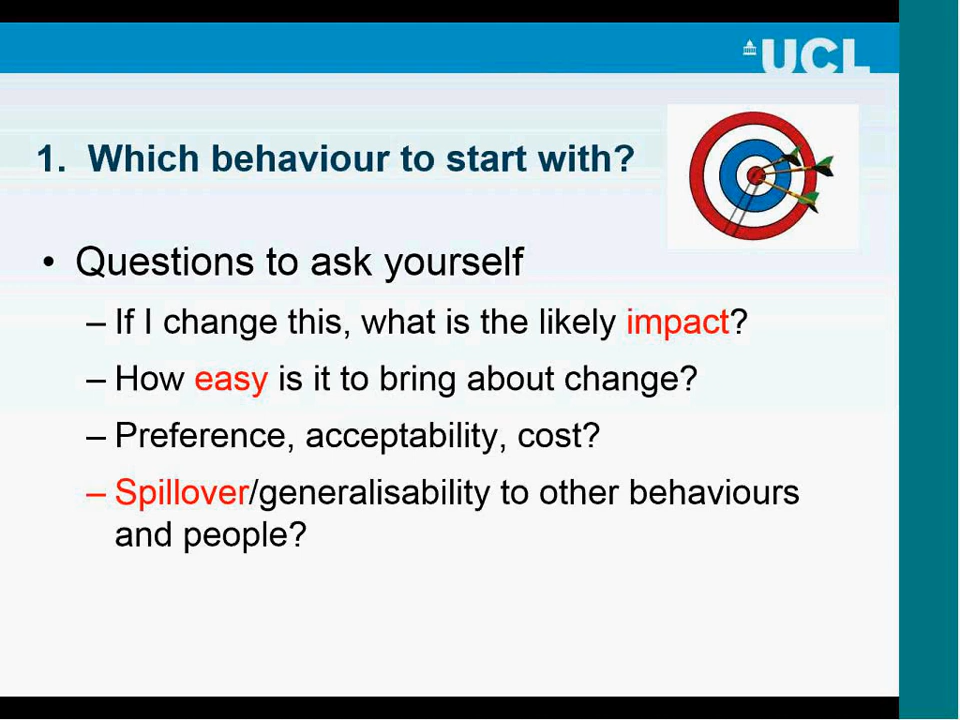 UCL
1. Which behaviour to start with?
• Questions to ask yourself
– If I change this, what is the likely impact?
– How easy is it to bring about change?
– Preference, acceptability, cost?
– Spillover/generalisability to other behaviours
and people?